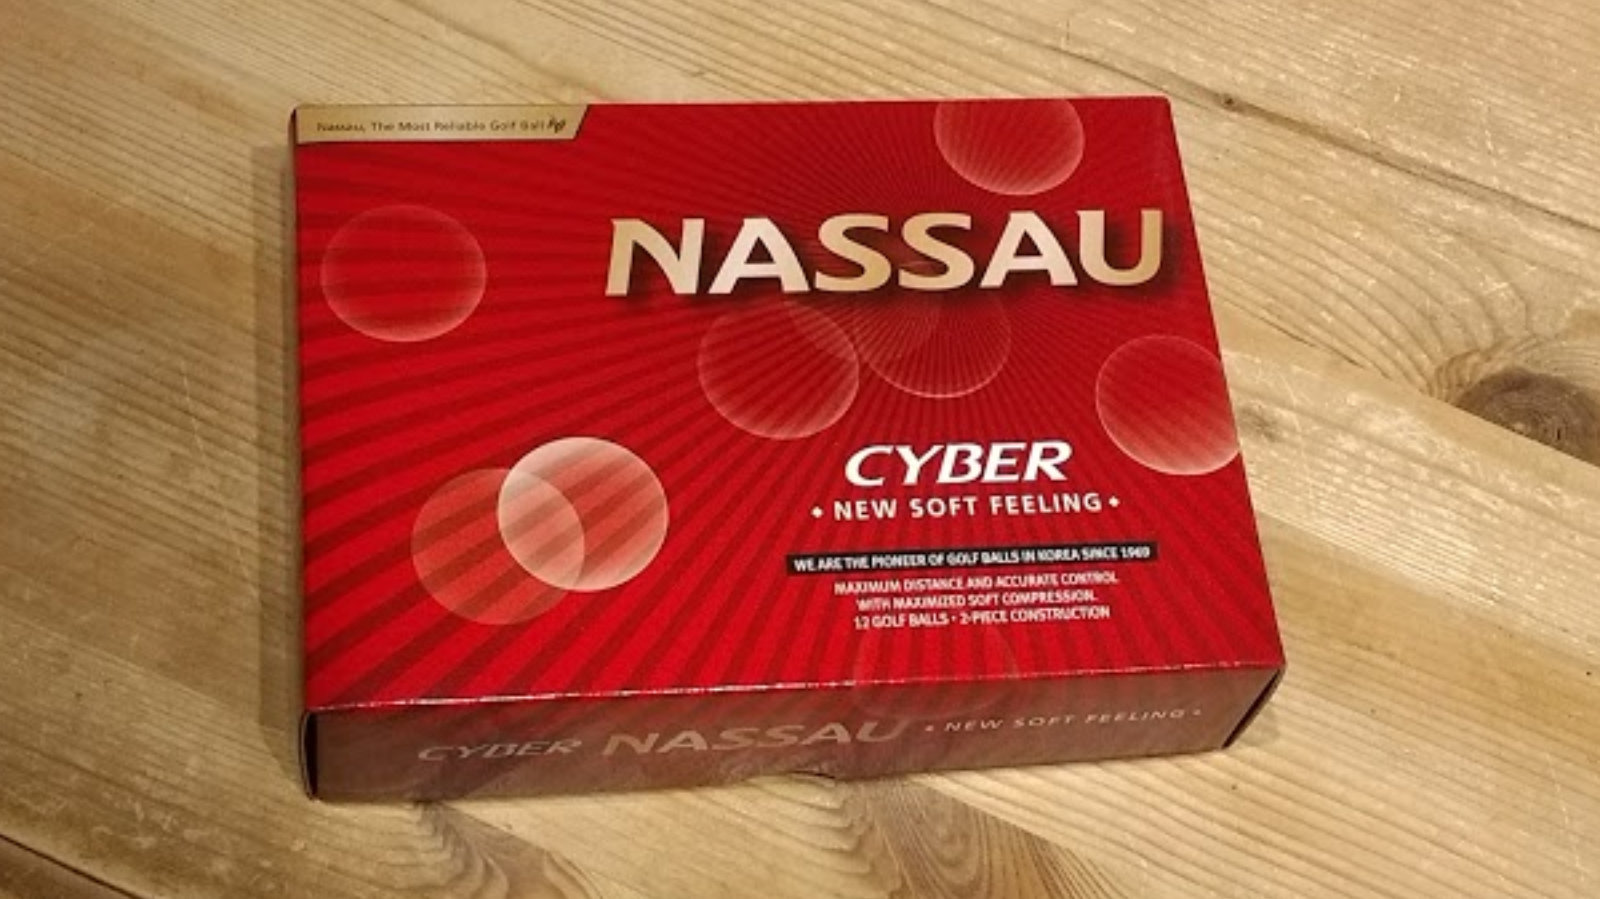 Nassau, The Most Reliable Golf Ball
NASSAU
CYBER
• NEW SOFT FEELING •
WE ARE THE PIONEER OF GOLF BALLS IN KOREA SINCE 1969
MAXIMUM DISTANCE AND ACCURATE CONTROL
WITH MAXIMIZED SOFT COMPRESSION.
12 GOLF BALLS • 2-PIECE CONSTRUCTION
CYBER NASSAU • NEW SOFT FEELING •